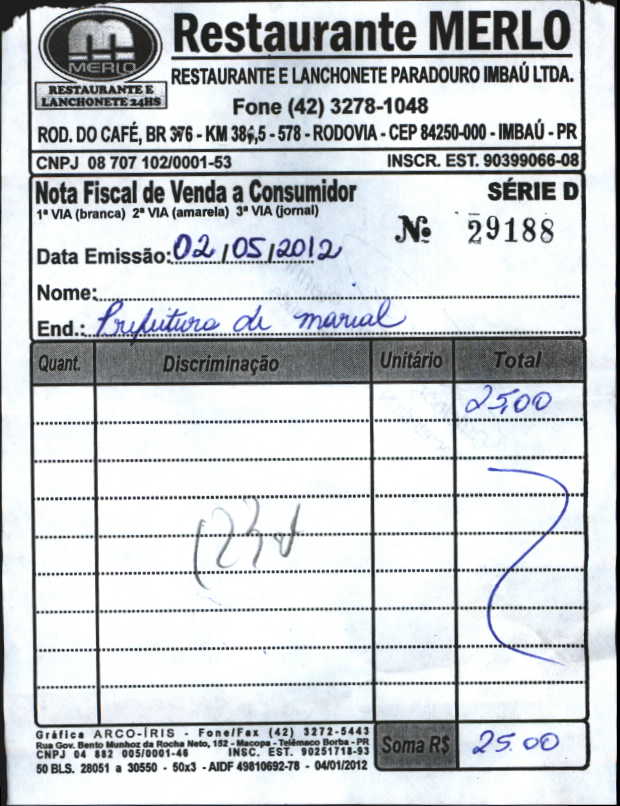 MERLO
RESTAURANTE E
LANCHONETE 24HS
Restaurante MERLO
RESTAURANTE E LANCHONETE PARADOURO IMBAÚ LTDA.
Fone (42) 3278-1048
ROD. DO CAFÉ, BR 376 - KM 386,5 - 578 - RODOVIA - CEP 84250-000 - IMBAÚ - PR
CNPJ 08 707 102/0001-53 INSCR. EST. 90399066-08
Nota Fiscal de Venda a Consumidor SÉRIE D
1ª VIA (branca) 2ª VIA (amarela) 3ª VIA (jornal)
Nº 29188
Data Emissão: 02/05/2012
Nome:
End.: Prefeitura de marial
Quant. Discriminação Unitário Total
25,00
Gráfica ARCO-ÍRIS - Fone/Fax (42) 3272-5443
Rua Gov. Bento Munhoz da Rocha Neto, 152 - Macopa - Telêmaco Borba - PR
CNPJ 04 882 005/0001-46 INSC. EST. 90251718-93
50 BLS. 28051 a 30550 - 50x3 - AIDF 49810692-78 - 04/01/2012
Soma R$ 25.00